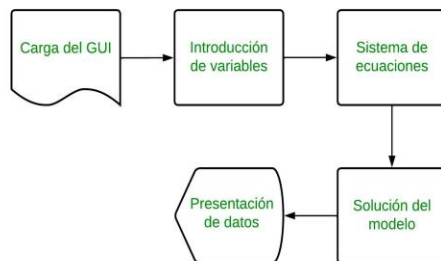 Carga del GUI
Introducción
de variables
Sistema de
ecuaciones
Presentación
de datos
Solución del
modelo